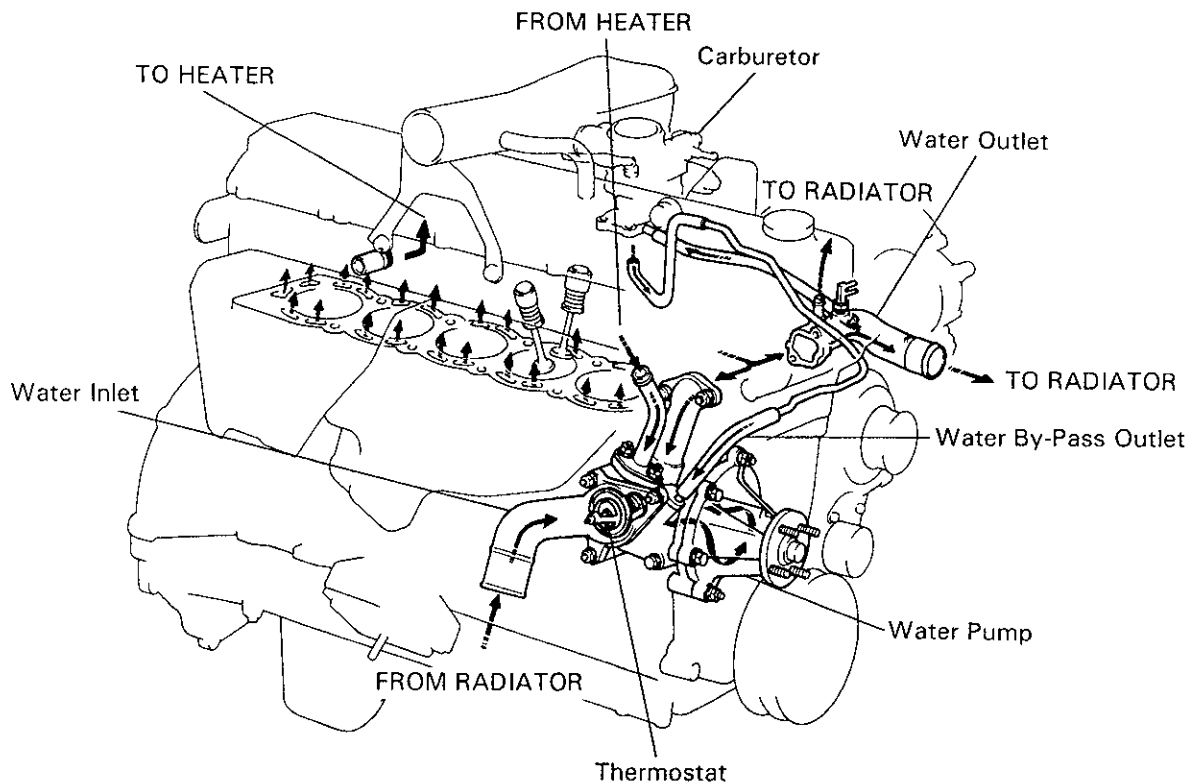 FROM HEATER
Carburetor
TO HEATER
Water Outlet
TO RADIATOR
TO RADIATOR
Water Inlet
Water By-Pass Outlet
Water Pump
FROM RADIATOR
Thermostat